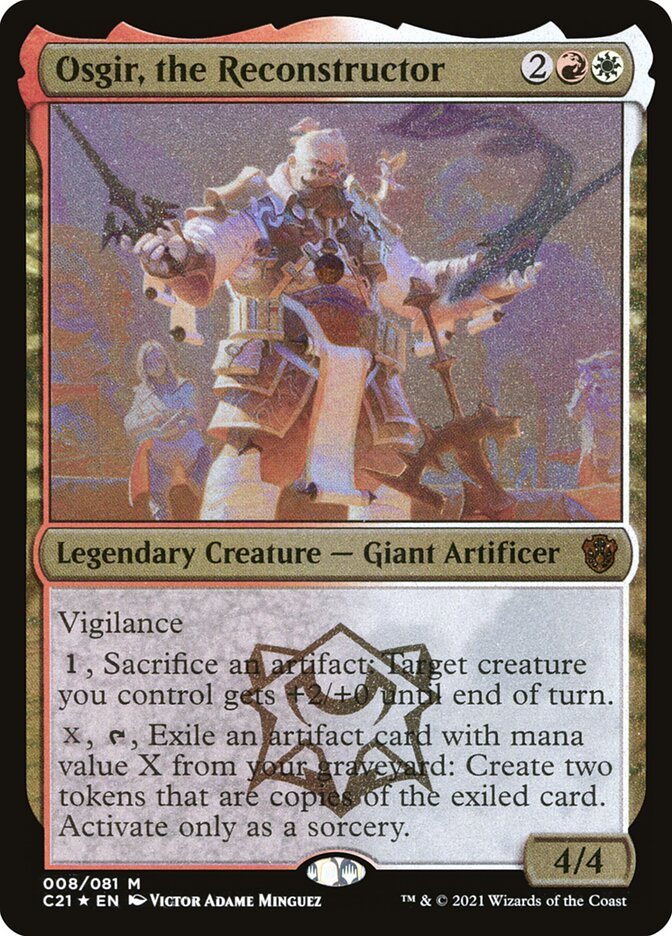 Osgir, the Reconstructor 2
Legendary Creature — Giant Artificer
Vigilance
1, Sacrifice an artifact: Target creature
you control gets +2/+0 until end of turn.
X, , Exile an artifact card with mana
value X from your graveyard: Create two
tokens that are copies of the exiled card.
Activate only as a sorcery.
4/4
008/081 M
C21 ★ EN Victor Adame Minguez ™ & © 2021 Wizards of the Coast